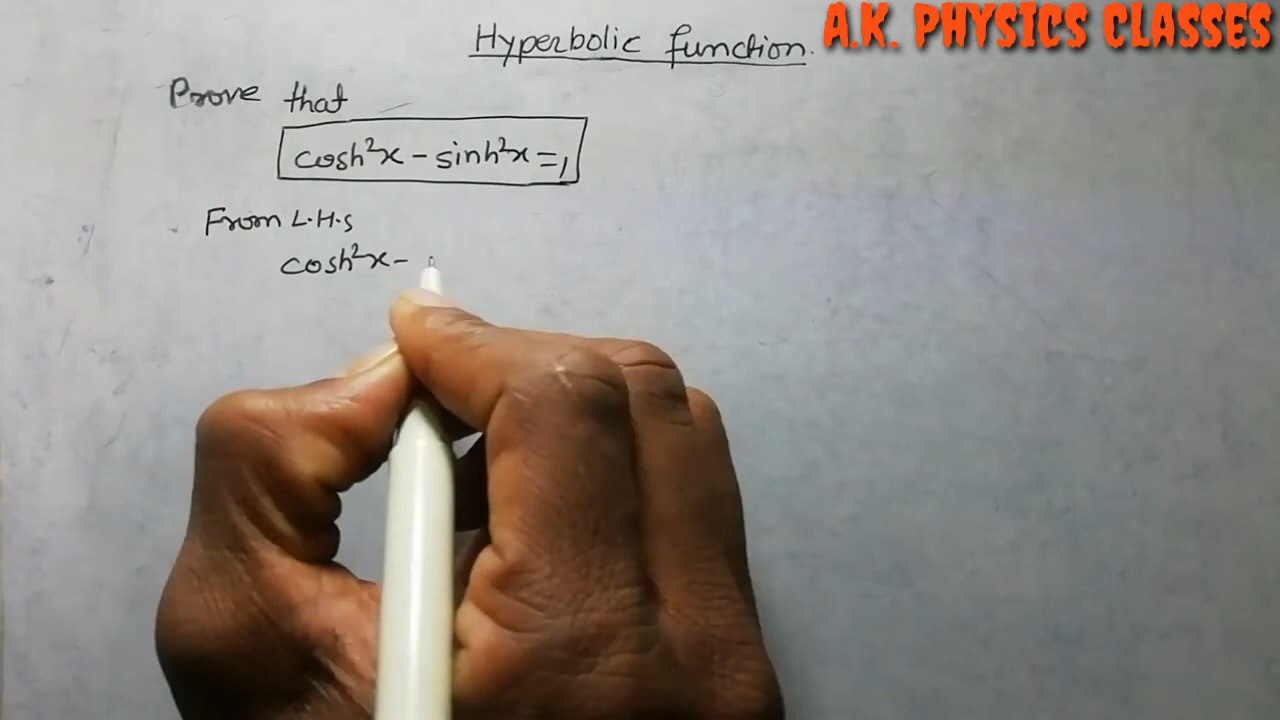 A.K. PHYSICS CLASSES
Hyperbolic function.
Prove that
cosh²x - sinh²x = 1
From L.H.S
cosh²x -